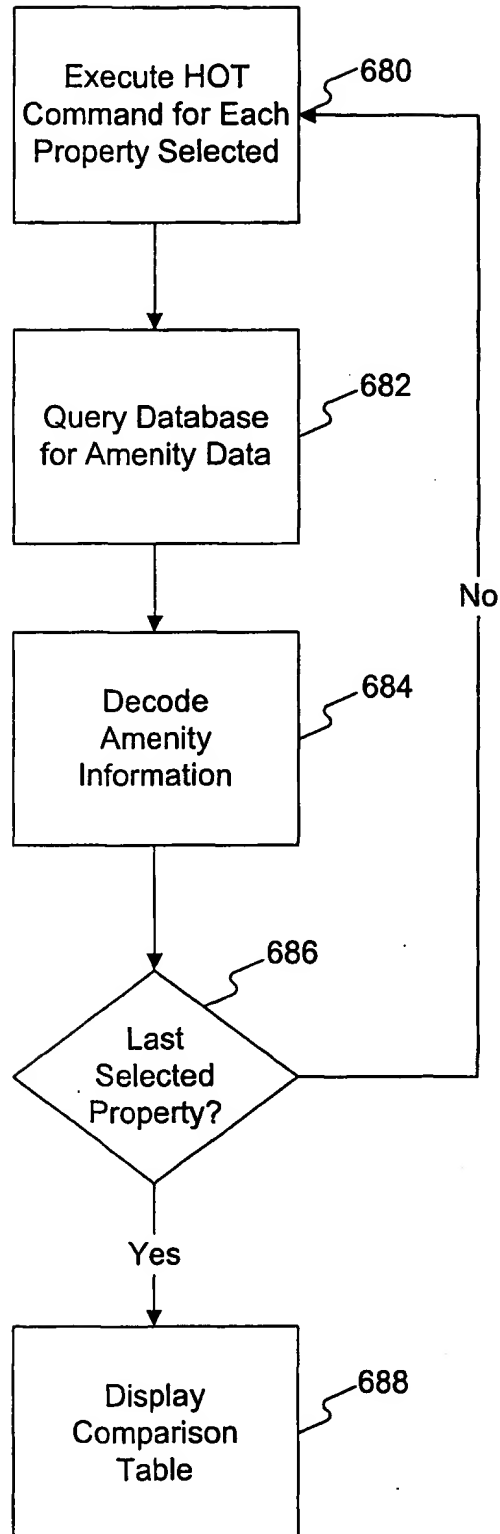 Execute HOT
Command for Each
Property Selected
680
Query Database
for Amenity Data
682
Decode
Amenity
Information
684
No
Last
Selected
Property?
686
Yes
Display
Comparison
Table
688